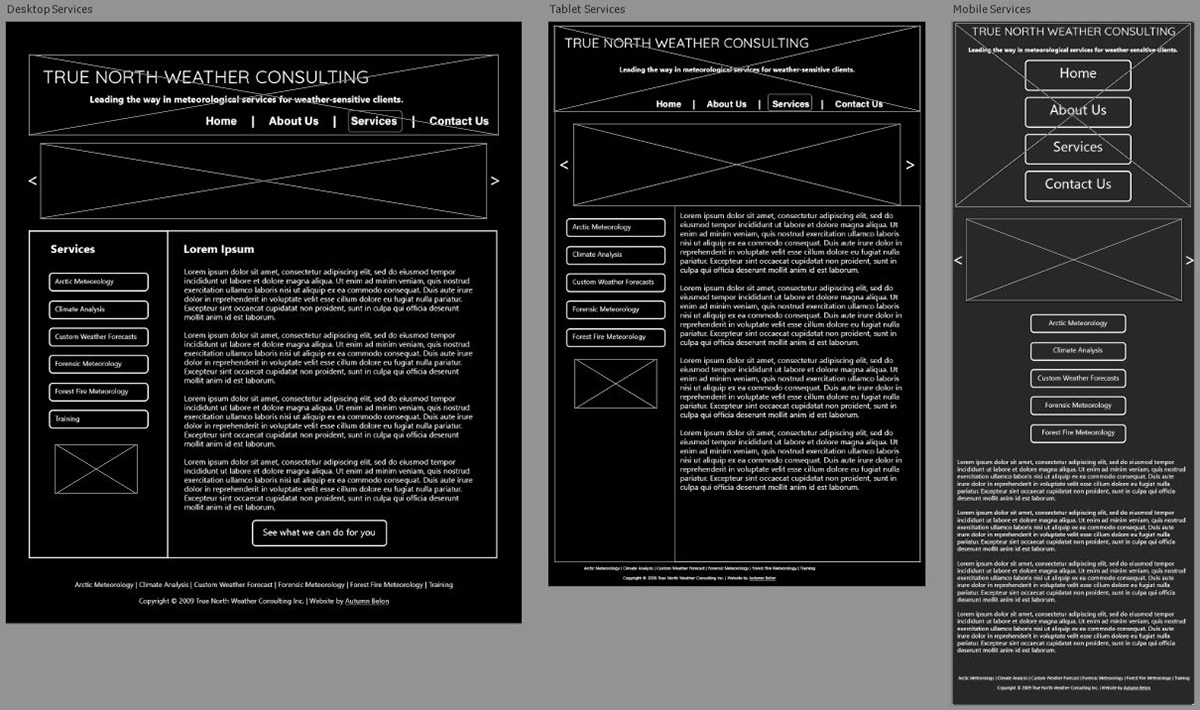 Desktop Services
TRUE NORTH WEATHER CONSULTING
Leading the way in meteorological services for weather-sensitive clients.
Home | About Us | Services | Contact Us
<
>
Services
Arctic Meteorology
Climate Analysis
Custom Weather Forecasts
Forensic Meteorology
Forest Fire Meteorology
Training
Lorem Ipsum
Lorem ipsum dolor sit amet, consectetur adipiscing elit, sed do eiusmod tempor
incididunt ut labore et dolore magna aliqua. Ut enim ad minim veniam, quis nostrud
exercitation ullamco laboris nisi ut aliquip ex ea commodo consequat. Duis aute irure
dolor in reprehenderit in voluptate velit esse cillum dolore eu fugiat nulla pariatur.
Excepteur sint occaecat cupidatat non proident, sunt in culpa qui officia deserunt
mollit anim id est laborum.
Lorem ipsum dolor sit amet, consectetur adipiscing elit, sed do eiusmod tempor
incididunt ut labore et dolore magna aliqua. Ut enim ad minim veniam, quis nostrud
exercitation ullamco laboris nisi ut aliquip ex ea commodo consequat. Duis aute irure
dolor in reprehenderit in voluptate velit esse cillum dolore eu fugiat nulla pariatur.
Excepteur sint occaecat cupidatat non proident, sunt in culpa qui officia deserunt
mollit anim id est laborum.
Lorem ipsum dolor sit amet, consectetur adipiscing elit, sed do eiusmod tempor
incididunt ut labore et dolore magna aliqua. Ut enim ad minim veniam, quis nostrud
exercitation ullamco laboris nisi ut aliquip ex ea commodo consequat. Duis aute irure
dolor in reprehenderit in voluptate velit esse cillum dolore eu fugiat nulla pariatur.
Excepteur sint occaecat cupidatat non proident, sunt in culpa qui officia deserunt
mollit anim id est laborum.
Lorem ipsum dolor sit amet, consectetur adipiscing elit, sed do eiusmod tempor
incididunt ut labore et dolore magna aliqua. Ut enim ad minim veniam, quis nostrud
exercitation ullamco laboris nisi ut aliquip ex ea commodo consequat. Duis aute irure
dolor in reprehenderit in voluptate velit esse cillum dolore eu fugiat nulla pariatur.
Excepteur sint occaecat cupidatat non proident, sunt in culpa qui officia deserunt
mollit anim id est laborum.
See what we can do for you
Arctic Meteorology | Climate Analysis | Custom Weather Forecast | Forensic Meteorology | Forest Fire Meteorology | Training
Copyright © 2009 True North Weather Consulting Inc. | Website by Autumn Belon
Tablet Services
TRUE NORTH WEATHER CONSULTING
Leading the way in meteorological services for weather-sensitive clients.
Home | About Us | Services | Contact Us
<
>
Arctic Meteorology
Climate Analysis
Custom Weather Forecasts
Forensic Meteorology
Forest Fire Meteorology
Lorem ipsum dolor sit amet, consectetur adipiscing elit, sed do
eiusmod tempor incididunt ut labore et dolore magna aliqua. Ut
enim ad minim veniam, quis nostrud exercitation ullamco laboris
nisi ut aliquip ex ea commodo consequat. Duis aute irure dolor in
reprehenderit in voluptate velit esse cillum dolore eu fugiat nulla
pariatur. Excepteur sint occaecat cupidatat non proident, sunt in
culpa qui officia deserunt mollit anim id est laborum.
Lorem ipsum dolor sit amet, consectetur adipiscing elit, sed do
eiusmod tempor incididunt ut labore et dolore magna aliqua. Ut
enim ad minim veniam, quis nostrud exercitation ullamco laboris
nisi ut aliquip ex ea commodo consequat. Duis aute irure dolor in
reprehenderit in voluptate velit esse cillum dolore eu fugiat nulla
pariatur. Excepteur sint occaecat cupidatat non proident, sunt in
culpa qui officia deserunt mollit anim id est laborum.
Lorem ipsum dolor sit amet, consectetur adipiscing elit, sed do
eiusmod tempor incididunt ut labore et dolore magna aliqua. Ut
enim ad minim veniam, quis nostrud exercitation ullamco laboris
nisi ut aliquip ex ea commodo consequat. Duis aute irure dolor in
reprehenderit in voluptate velit esse cillum dolore eu fugiat nulla
pariatur. Excepteur sint occaecat cupidatat non proident, sunt in
culpa qui officia deserunt mollit anim id est laborum.
Lorem ipsum dolor sit amet, consectetur adipiscing elit, sed do
eiusmod tempor incididunt ut labore et dolore magna aliqua. Ut
enim ad minim veniam, quis nostrud exercitation ullamco laboris
nisi ut aliquip ex ea commodo consequat. Duis aute irure dolor in
reprehenderit in voluptate velit esse cillum dolore eu fugiat nulla
pariatur. Excepteur sint occaecat cupidatat non proident, sunt in
culpa qui officia deserunt mollit anim id est laborum.
Arctic Meteorology | Climate Analysis | Custom Weather Forecast | Forensic Meteorology | Forest Fire Meteorology | Training
Copyright © 2009 True North Weather Consulting Inc. | Website by Autumn Belon
Mobile Services
TRUE NORTH WEATHER CONSULTING
Leading the way in meteorological services for weather-sensitive clients.
Home
About Us
Services
Contact Us
<
>
Arctic Meteorology
Climate Analysis
Custom Weather Forecasts
Forensic Meteorology
Forest Fire Meteorology
Lorem ipsum dolor sit amet, consectetur adipiscing elit, sed do eiusmod tempor
incididunt ut labore et dolore magna aliqua. Ut enim ad minim veniam, quis nostrud
exercitation ullamco laboris nisi ut aliquip ex ea commodo consequat. Duis aute
irure dolor in reprehenderit in voluptate velit esse cillum dolore eu fugiat nulla
pariatur. Excepteur sint occaecat cupidatat non proident, sunt in culpa qui officia
deserunt mollit anim id est laborum.
Lorem ipsum dolor sit amet, consectetur adipiscing elit, sed do eiusmod tempor
incididunt ut labore et dolore magna aliqua. Ut enim ad minim veniam, quis nostrud
exercitation ullamco laboris nisi ut aliquip ex ea commodo consequat. Duis aute
irure dolor in reprehenderit in voluptate velit esse cillum dolore eu fugiat nulla
pariatur. Excepteur sint occaecat cupidatat non proident, sunt in culpa qui officia
deserunt mollit anim id est laborum.
Lorem ipsum dolor sit amet, consectetur adipiscing elit, sed do eiusmod tempor
incididunt ut labore et dolore magna aliqua. Ut enim ad minim veniam, quis nostrud
exercitation ullamco laboris nisi ut aliquip ex ea commodo consequat. Duis aute
irure dolor in reprehenderit in voluptate velit esse cillum dolore eu fugiat nulla
pariatur. Excepteur sint occaecat cupidatat non proident, sunt in culpa qui officia
deserunt mollit anim id est laborum.
Lorem ipsum dolor sit amet, consectetur adipiscing elit, sed do eiusmod tempor
incididunt ut labore et dolore magna aliqua. Ut enim ad minim veniam, quis nostrud
exercitation ullamco laboris nisi ut aliquip ex ea commodo consequat. Duis aute
irure dolor in reprehenderit in voluptate velit esse cillum dolore eu fugiat nulla
pariatur. Excepteur sint occaecat cupidatat non proident, sunt in culpa qui officia
deserunt mollit anim id est laborum.
Arctic Meteorology | Climate Analysis | Custom Weather Forecast | Forensic Meteorology | Forest Fire Meteorology | Training
Copyright © 2009 True North Weather Consulting Inc. | Website by Autumn Belon